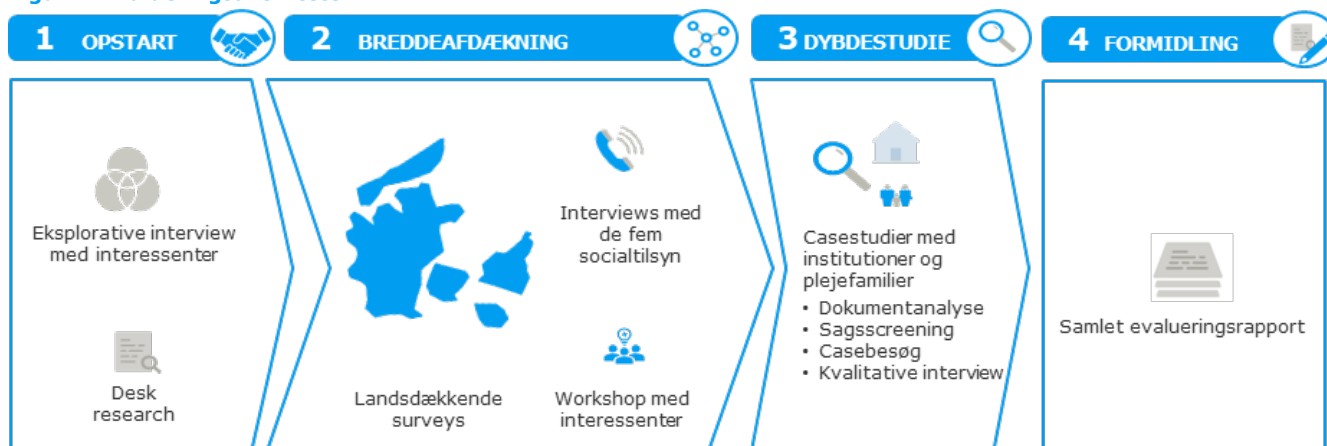 1 OPSTART
2 BREDDEAFDÆKNING
3 DYBDESTUDIE
4 FORMIDLING
Eksplorative interview
med interessenter
Desk
research
Landsdækkende
surveys
Interviews med
de fem
socialtilsyn
Workshop med
interessenter
Casestudier med
institutioner og
plejefamilier
• Dokumentanalyse
• Sagsscreening
• Casebesøg
• Kvalitative interview
Samlet evalueringsrapport